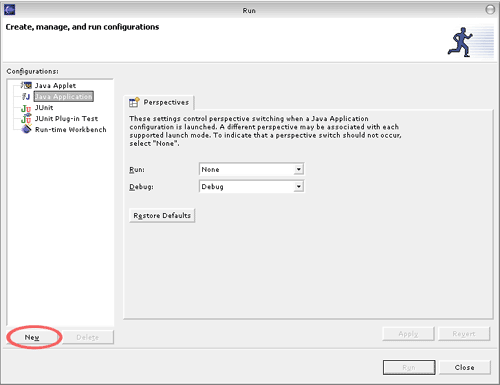 Run
Create, manage, and run configurations
Configurations:
Java Applet
Java Application
JUnit
JUnit Plug-in Test
Run-time Workbench
New
Delete
Perspectives
These settings control perspective switching when a Java Application
configuration is launched. A different perspective may be associated with each
supported launch mode. To indicate that a perspective switch should not occur,
select "None".
Run: None
Debug: Debug
Restore Defaults
Apply
Revert
Run
Close